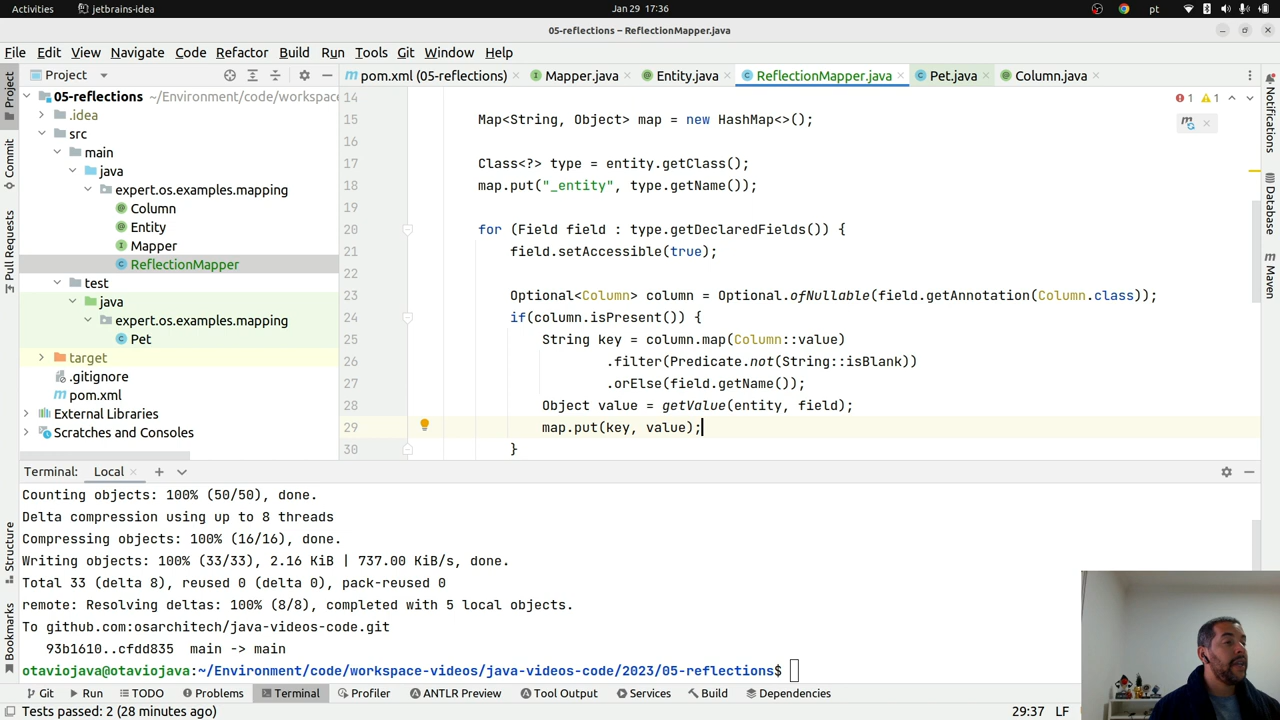 Activities jetbrains-idea Jan 29 17:36 pt
05-reflections – ReflectionMapper.java
File Edit View Navigate Code Refactor Build Run Tools Git Window Help
Project
pom.xml (05-reflections) Mapper.java Entity.java ReflectionMapper.java Pet.java Column.java
05-reflections ~/Environment/code/workspace
.idea
src
main
java
expert.os.examples.mapping
Column
Entity
Mapper
ReflectionMapper
test
java
expert.os.examples.mapping
Pet
target
.gitignore
pom.xml
External Libraries
Scratches and Consoles
Project
Commit
Pull Requests
Structure
Bookmarks
Notifications
Database
Maven
1 1
14
15 Map<String, Object> map = new HashMap<>();
16
17 Class<?> type = entity.getClass();
18 map.put("_entity", type.getName());
19
20 for (Field field : type.getDeclaredFields()) {
21 field.setAccessible(true);
22
23 Optional<Column> column = Optional.ofNullable(field.getAnnotation(Column.class));
24 if(column.isPresent()) {
25 String key = column.map(Column::value)
26 .filter(Predicate.not(String::isBlank))
27 .orElse(field.getName());
28 Object value = getValue(entity, field);
29 map.put(key, value);
30 }
Terminal: Local
Counting objects: 100% (50/50), done.
Delta compression using up to 8 threads
Compressing objects: 100% (16/16), done.
Writing objects: 100% (33/33), 2.16 KiB | 737.00 KiB/s, done.
Total 33 (delta 8), reused 0 (delta 0), pack-reused 0
remote: Resolving deltas: 100% (8/8), completed with 5 local objects.
To github.com:osarchitech/java-videos-code.git
93b1610..cfdd835 main -> main
otaviojava@otaviojava:~/Environment/code/workspace-videos/java-videos-code/2023/05-reflections$
Git Run TODO Problems Terminal Profiler ANTLR Preview Tool Output Services Build Dependencies
Tests passed: 2 (28 minutes ago) 29:37 LF